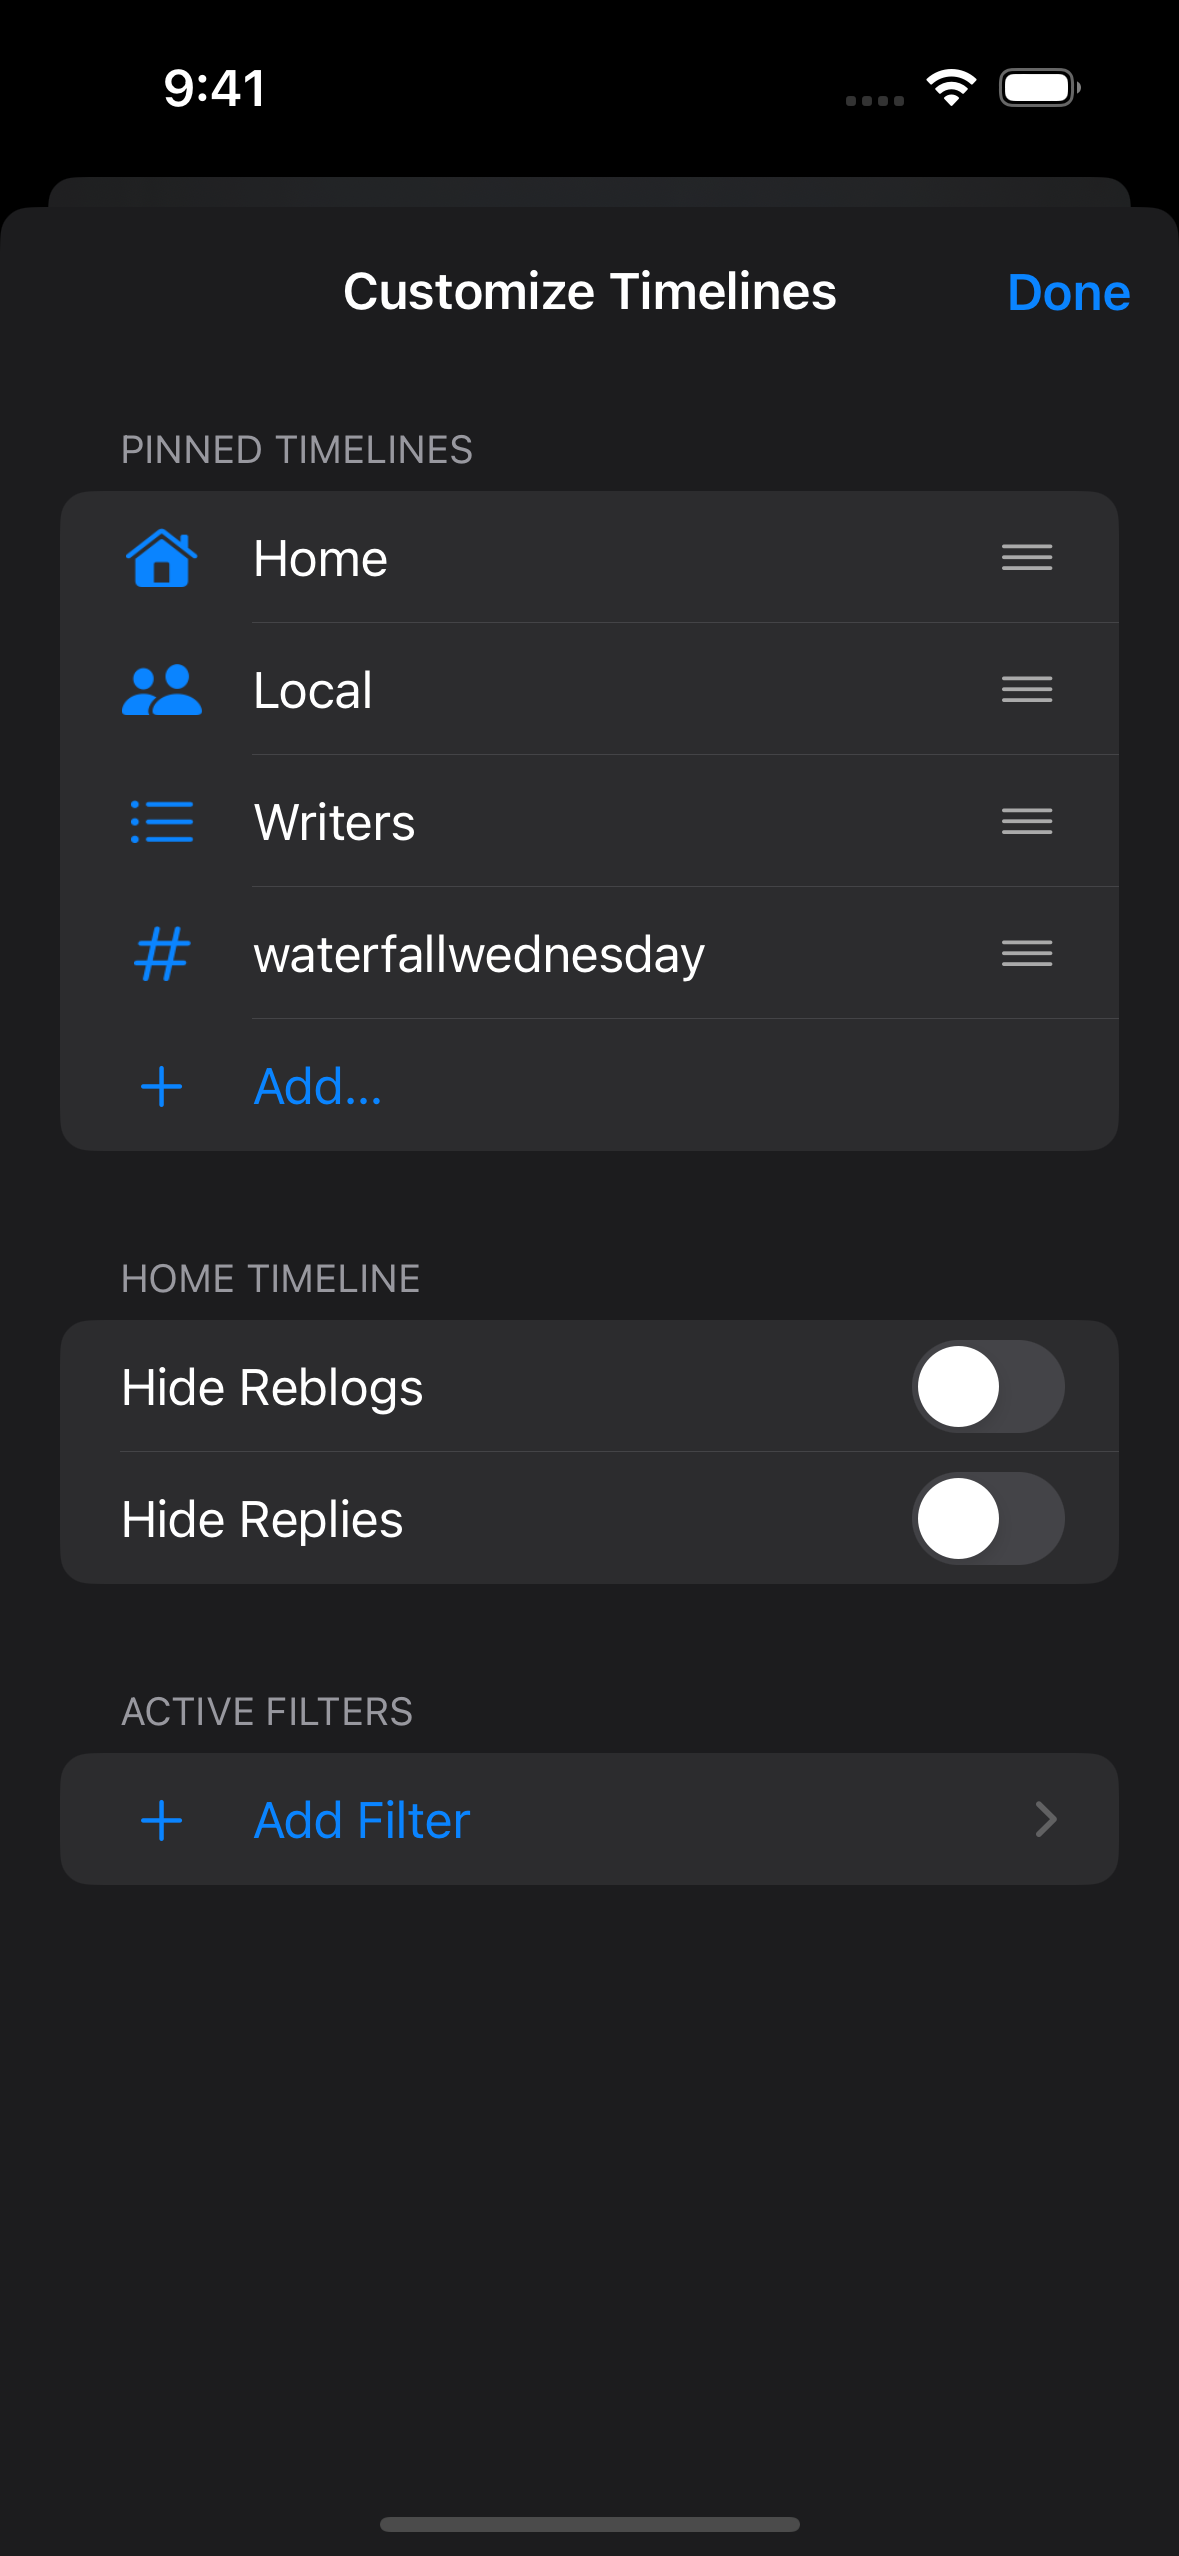 9:41
Customize Timelines
Done
PINNED TIMELINES
Home
Local
Writers
waterfallwednesday
Add...
HOME TIMELINE
Hide Reblogs
Hide Replies
ACTIVE FILTERS
Add Filter